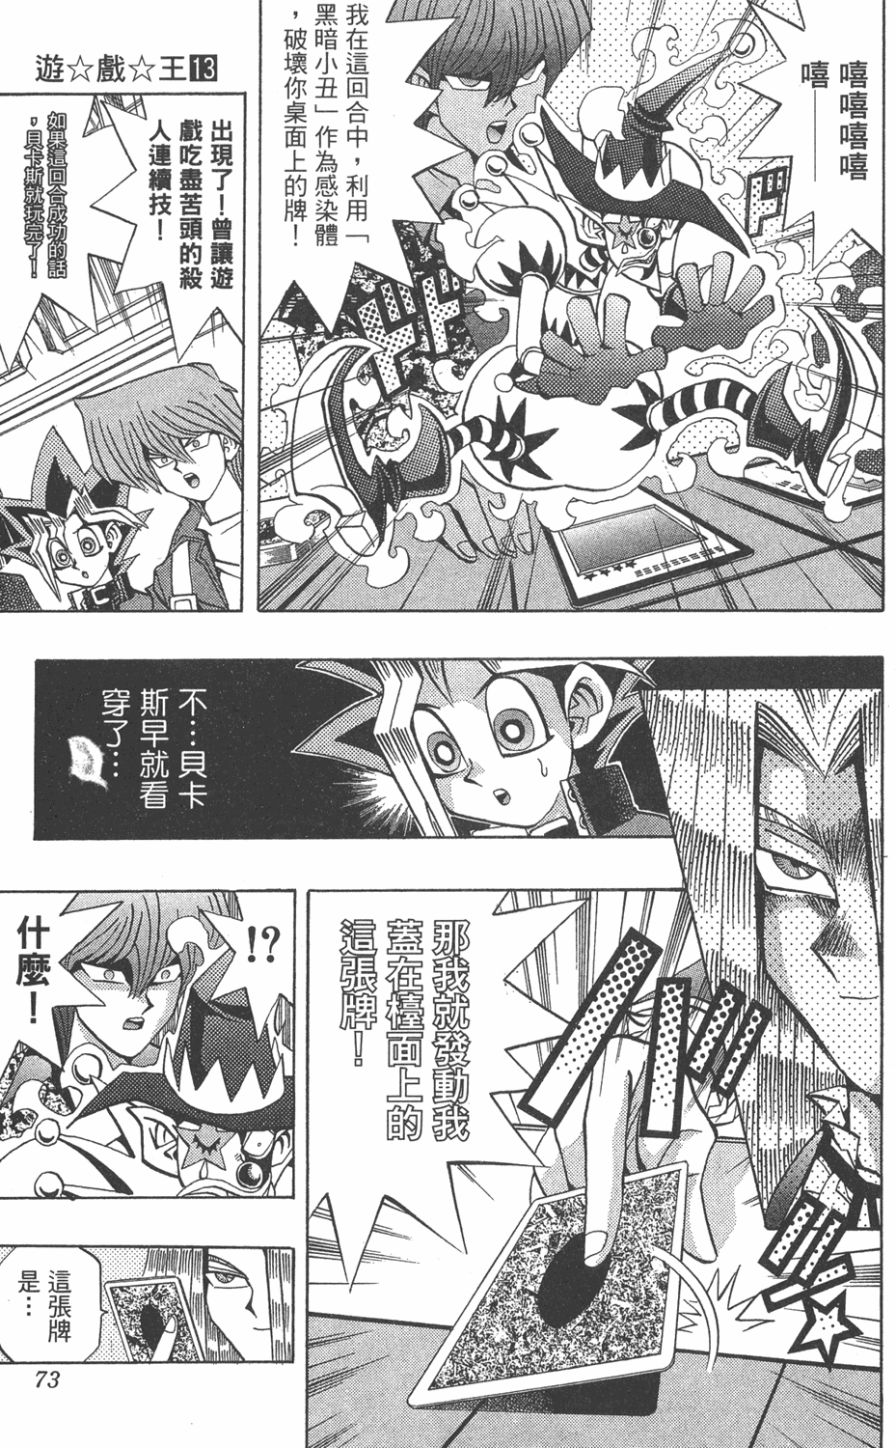 嘻嘻嘻嘻
嘻——
我在這回合中，利用「
黑暗小丑」作為感染體
，破壞你桌面上的牌！
ドドド
ド
遊☆戲☆王13
出現了！曾讓遊
戲吃盡苦頭的殺
人連續技！
如果這回合成功的話
，貝卡斯就玩完了！
不…貝卡
斯早就看
穿了…
那我就發動我
蓋在檯面上的
這張牌！
バ
!?
什麼！
這張牌
是…
73